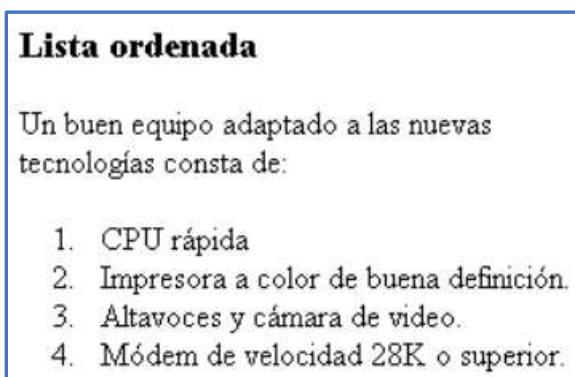 Lista ordenada
Un buen equipo adaptado a las nuevas
tecnologías consta de:
1. CPU rápida
2. Impresora a color de buena definición.
3. Altavoces y cámara de video.
4. Módem de velocidad 28K o superior.